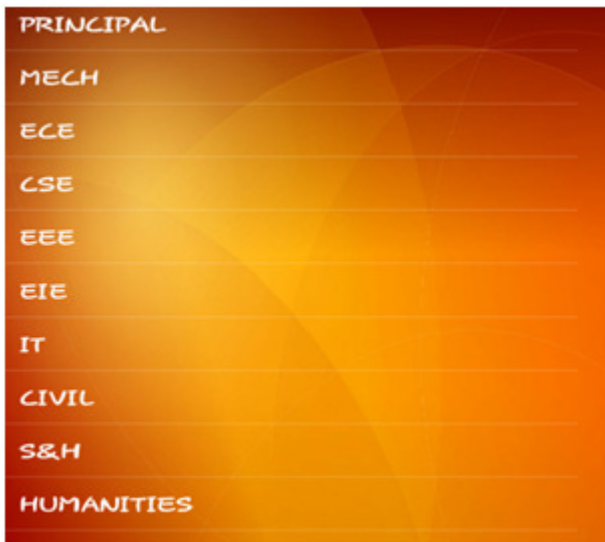 PRINCIPAL
MECH
ECE
CSE
EEE
EIE
IT
CIVIL
S&H
HUMANITIES